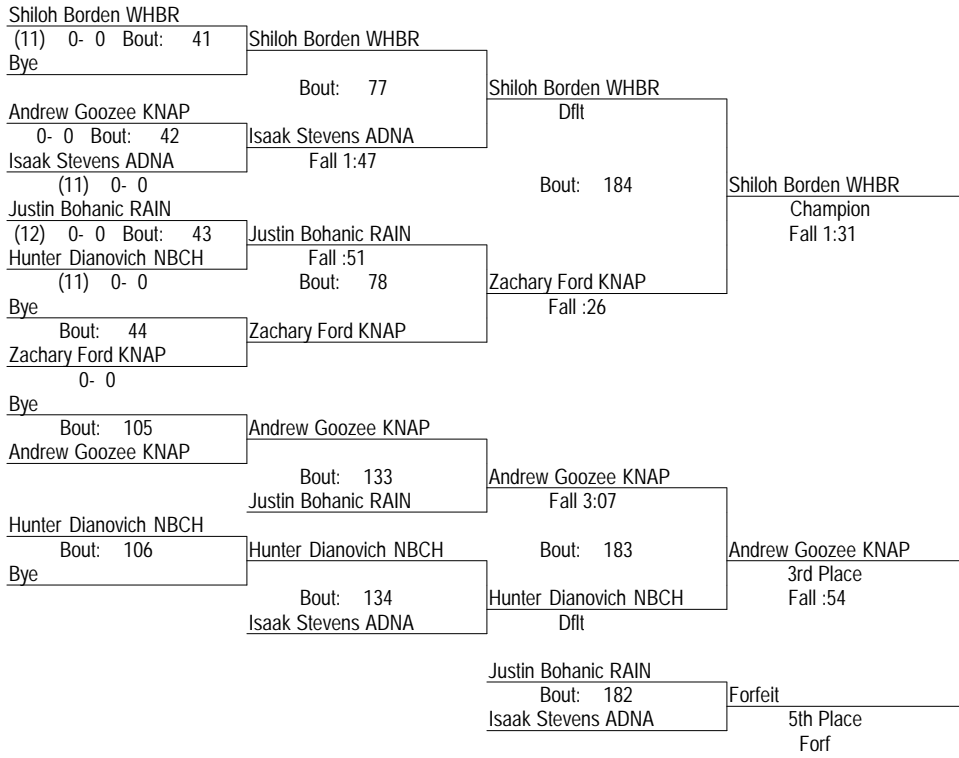 Shiloh Borden WHBR
(11) 0- 0 Bout: 41
Bye
Shiloh Borden WHBR
Bout: 77
Shiloh Borden WHBR
Dflt
Andrew Goozee KNAP
0- 0 Bout: 42
Isaak Stevens ADNA
(11) 0- 0
Isaak Stevens ADNA
Fall 1:47
Bout: 184
Shiloh Borden WHBR
Champion
Fall 1:31
Justin Bohanic RAIN
(12) 0- 0 Bout: 43
Hunter Dianovich NBCH
(11) 0- 0
Justin Bohanic RAIN
Fall :51
Bout: 78
Zachary Ford KNAP
Fall :26
Bye
Bout: 44
Zachary Ford KNAP
0- 0
Zachary Ford KNAP
Bye
Bout: 105
Andrew Goozee KNAP
Andrew Goozee KNAP
Bout: 133
Justin Bohanic RAIN
Andrew Goozee KNAP
Fall 3:07
Hunter Dianovich NBCH
Bout: 106
Bye
Hunter Dianovich NBCH
Bout: 134
Isaak Stevens ADNA
Bout: 183
Hunter Dianovich NBCH
Dflt
Andrew Goozee KNAP
3rd Place
Fall :54
Justin Bohanic RAIN
Bout: 182
Isaak Stevens ADNA
Forfeit
5th Place
Forf